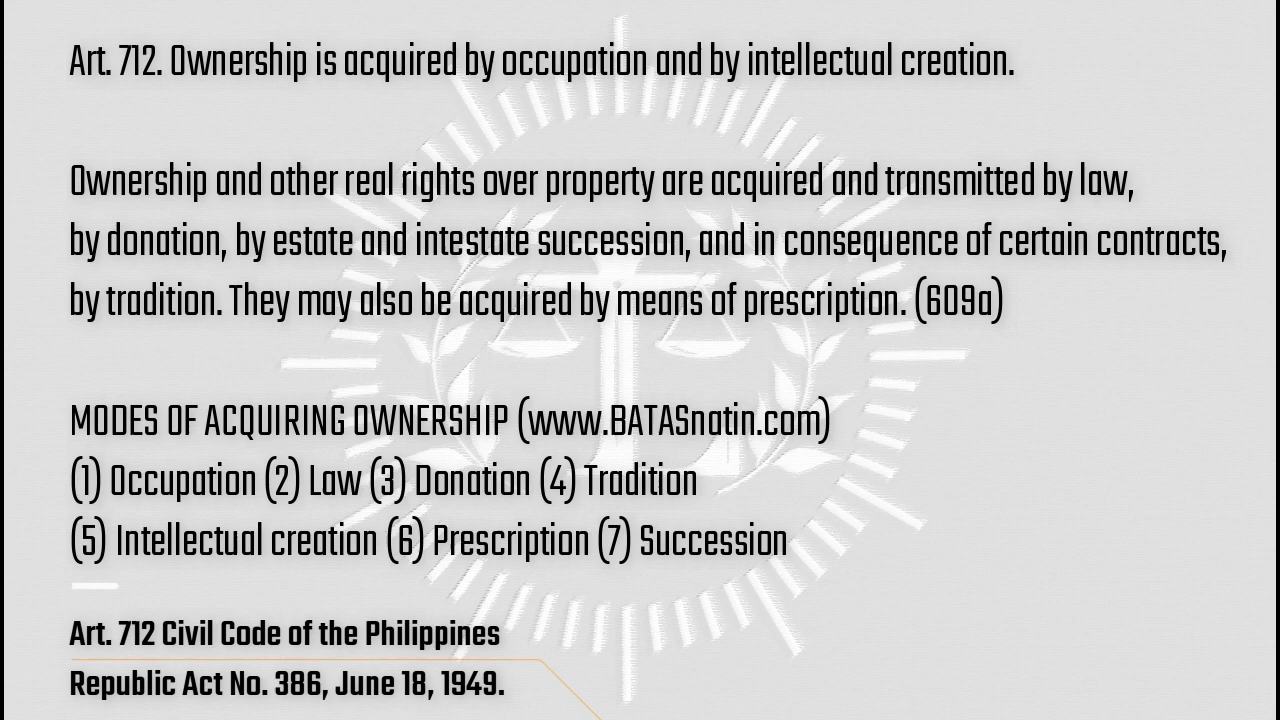 Art. 712. Ownership is acquired by occupation and by intellectual creation.
Ownership and other real rights over property are acquired and transmitted by law,
by donation, by estate and intestate succession, and in consequence of certain contracts,
by tradition. They may also be acquired by means of prescription. (609a)
MODES OF ACQUIRING OWNERSHIP (www.BATASnatin.com)
(1) Occupation (2) Law (3) Donation (4) Tradition
(5) Intellectual creation (6) Prescription (7) Succession
Art. 712 Civil Code of the Philippines
Republic Act No. 386, June 18, 1949.